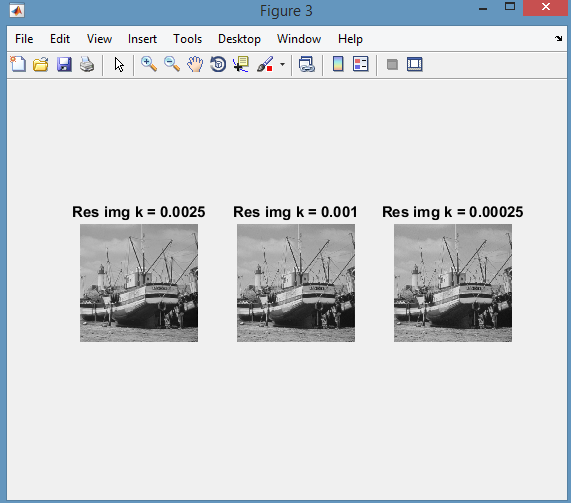 Figure 3
File Edit View Insert Tools Desktop Window Help
Res img k = 0.0025 Res img k = 0.001 Res img k = 0.00025